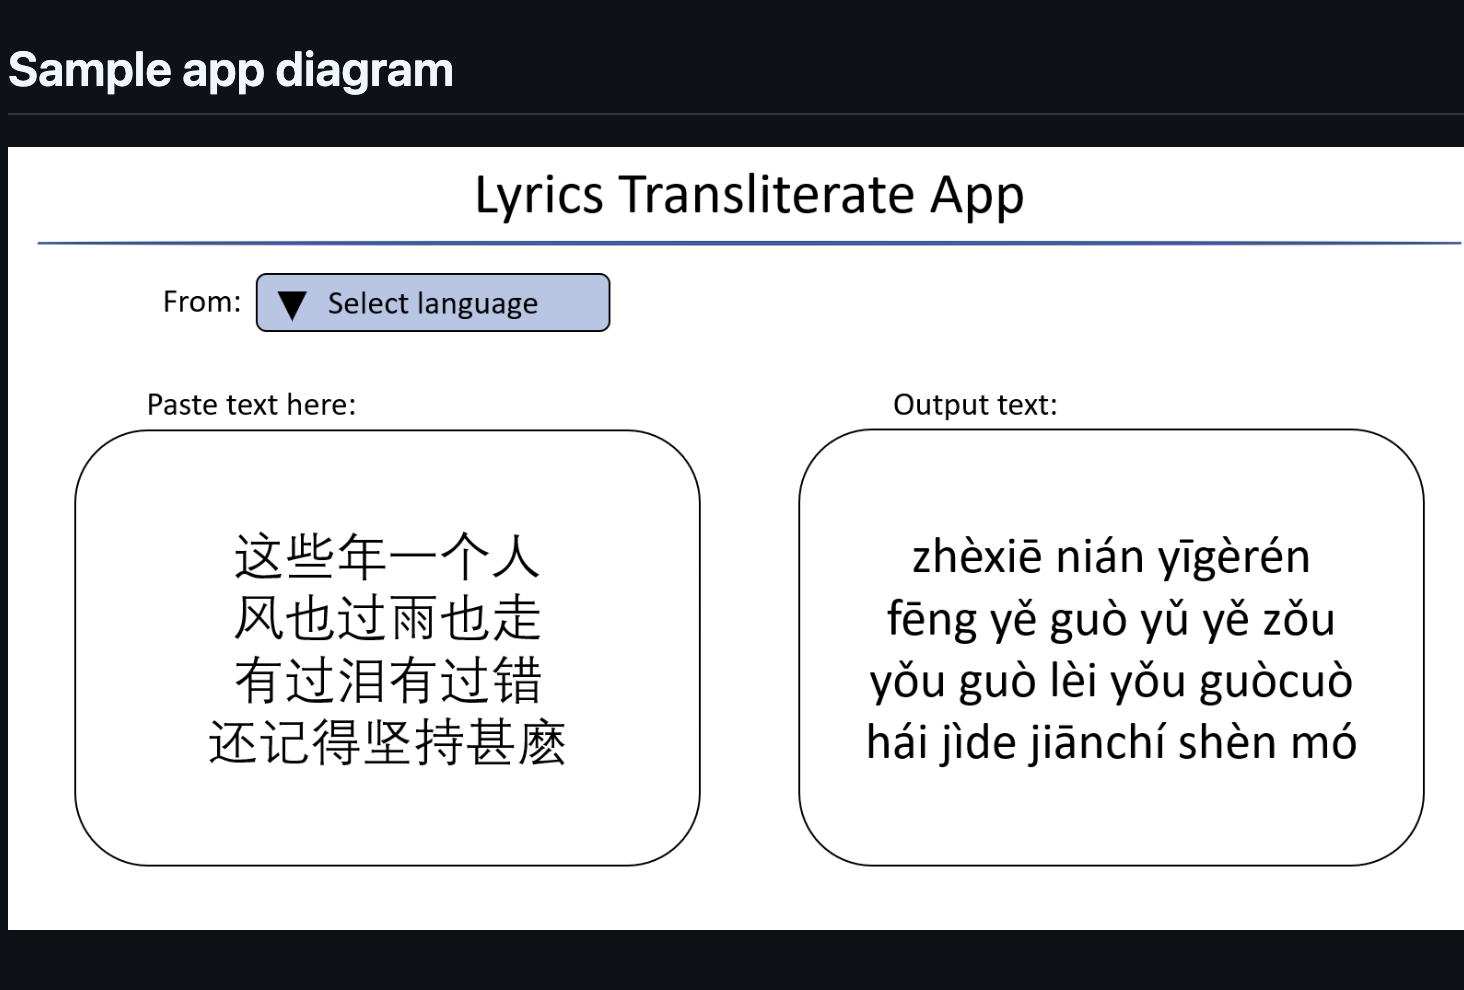 Sample app diagram
Lyrics Transliterate App
From:
▼ Select language
Paste text here:
这些年一个人
风也过雨也走
有过泪有过错
还记得坚持甚麽
Output text:
zhèxiē nián yīgèrén
fēng yě guò yǔ yě zǒu
yǒu guò lèi yǒu guòcuò
hái jìde jiānchí shèn mó